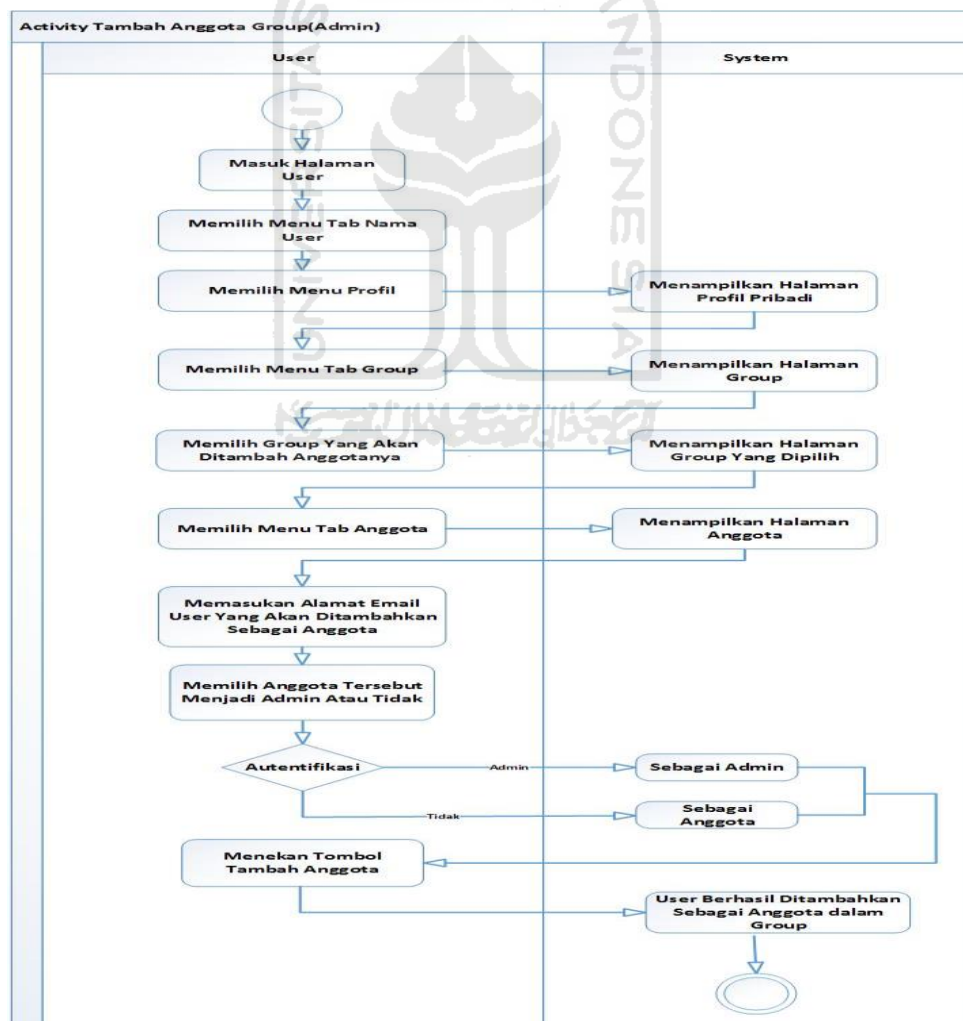 Activity Tambah Anggota Group(Admin)
User
System
Masuk Halaman
User
Memilih Menu Tab Nama
User
Memilih Menu Profil
Menampilkan Halaman
Profil Pribadi
Memilih Menu Tab Group
Menampilkan Halaman
Group
Memilih Group Yang Akan
Ditambah Anggotanya
Menampilkan Halaman
Group Yang Dipilih
Memilih Menu Tab Anggota
Menampilkan Halaman
Anggota
Memasukan Alamat Email
User Yang Akan Ditambahkan
Sebagai Anggota
Memilih Anggota Tersebut
Menjadi Admin Atau Tidak
Autentifikasi
Admin
Sebagai Admin
Tidak
Sebagai
Anggota
Menekan Tombol
Tambah Anggota
User Berhasil Ditambahkan
Sebagai Anggota dalam
Group